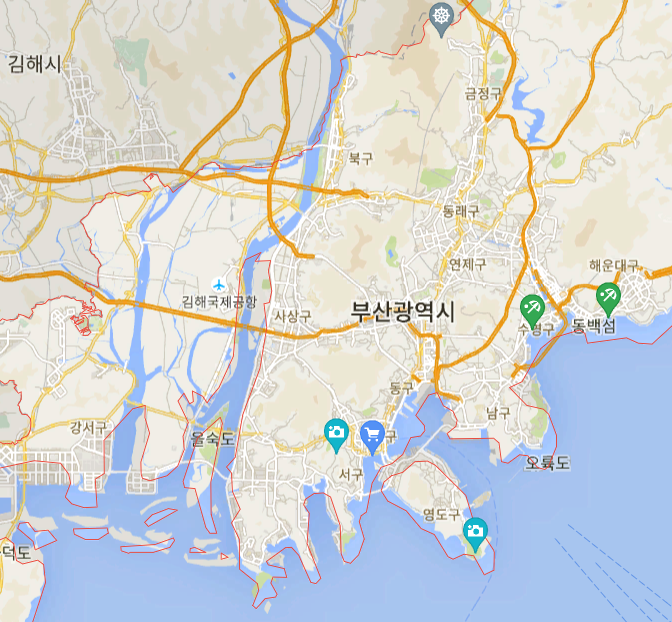 김해시
금정구
북구
동래구
연제구
해운대구
김해국제공항
사상구
부산광역시
수영구
동백섬
동구
남구
강서구
을숙도
구
서구
오륙도
영도구
덕도